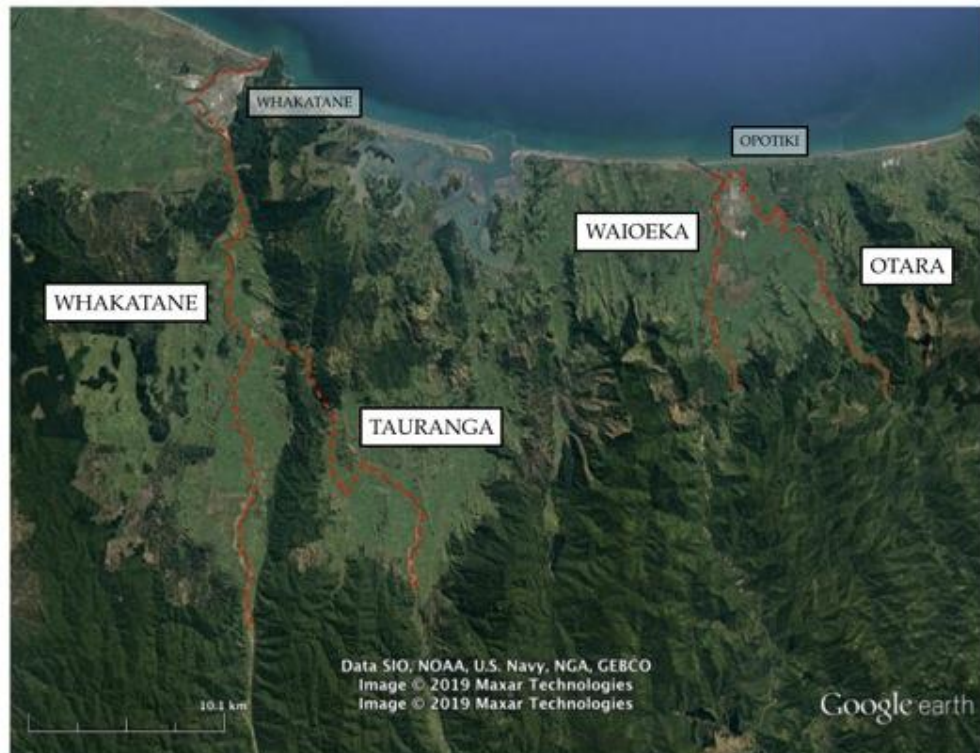 WHAKATANE
OPOTIKI
WAIOEKA
OTARA
WHAKATANE
TAURANGA
Data SIO, NOAA, U.S. Navy, NGA, GEBCO
Image © 2019 Maxar Technologies
Image © 2019 Maxar Technologies
10.1 km
Google earth